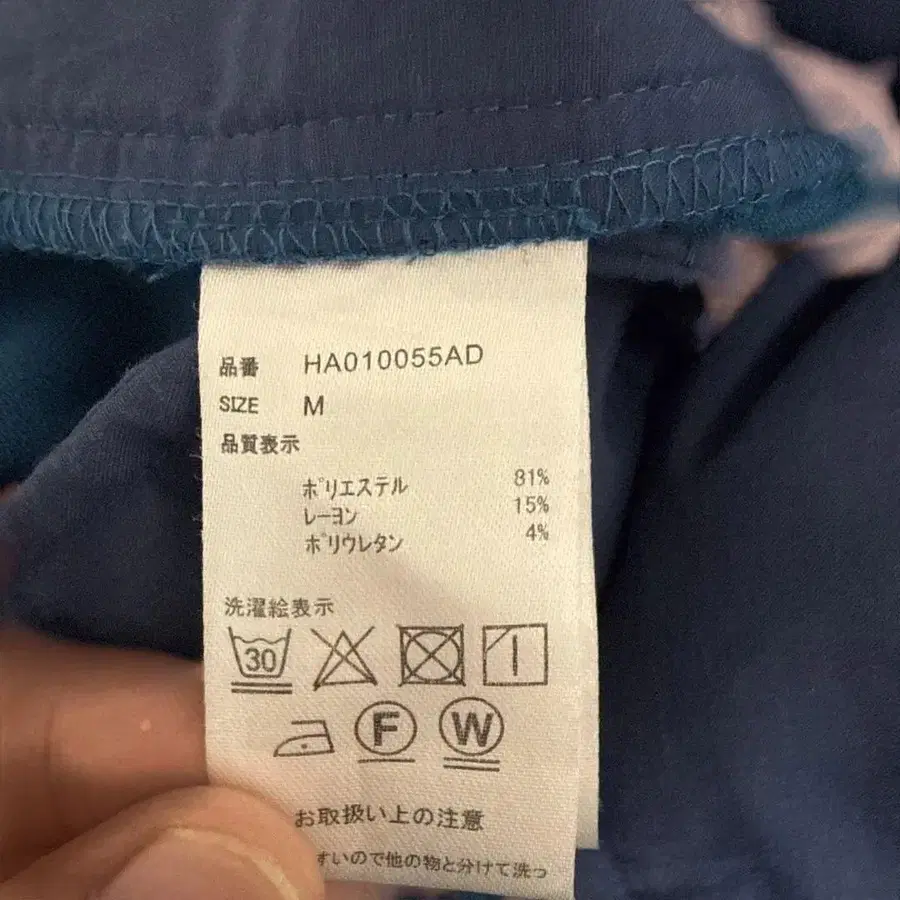 品番 HA010055AD
SIZE M
品質表示
ポリエステル 81%
レーヨン 15%
ポリウレタン 4%
洗濯絵表示
30
F W
お取扱い上の注意
すいので他の物と分けて洗っ